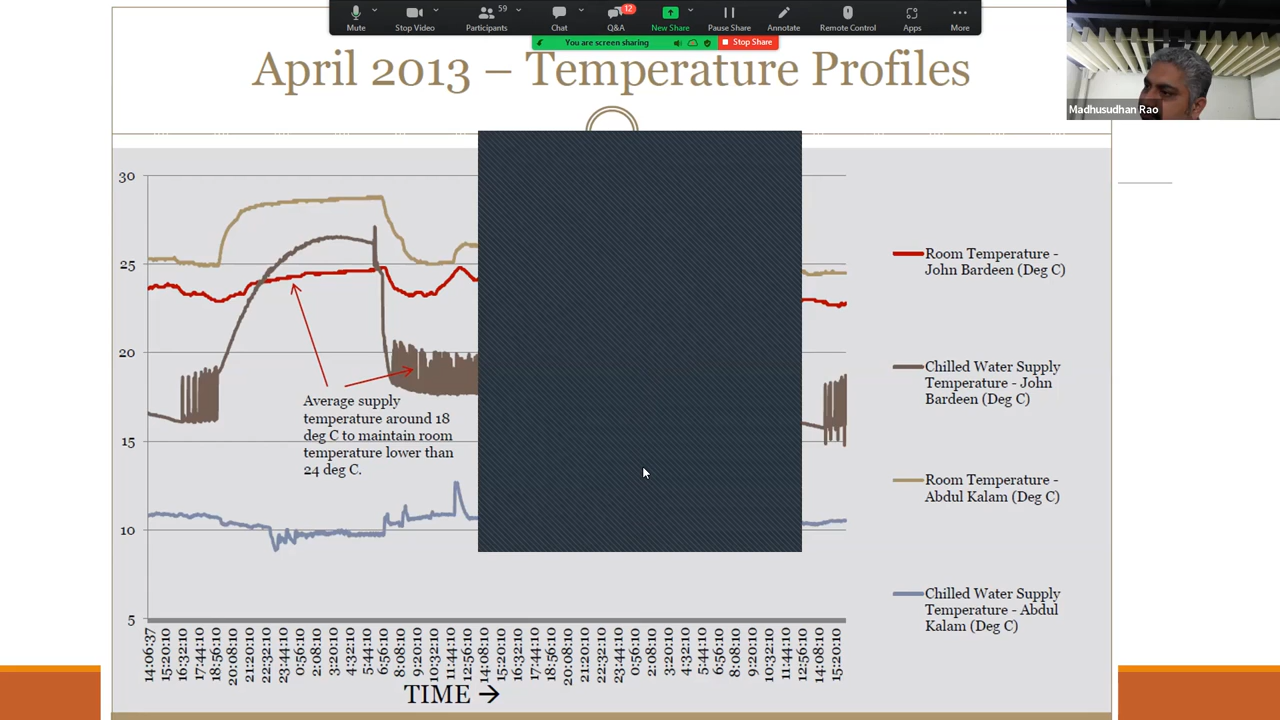 Mute
Stop Video
Participants
59
Chat
Q&A
12
New Share
Pause Share
Annotate
Remote Control
Apps
More
You are screen sharing
Stop Share
Madhusudhan Rao
April 2013 – Temperature Profiles
30
25
20
15
10
5
Average supply
temperature around 18
deg C to maintain room
temperature lower than
24 deg C.
Room Temperature -
John Bardeen (Deg C)
Chilled Water Supply
Temperature - John
Bardeen (Deg C)
Room Temperature -
Abdul Kalam (Deg C)
Chilled Water Supply
Temperature - Abdul
Kalam (Deg C)
14:06:37
15:20:10
16:32:10
17:44:10
18:56:10
20:08:10
21:20:10
22:32:10
23:44:10
0:56:10
2:08:10
3:20:10
4:32:10
5:44:10
6:56:10
8:08:10
9:20:10
10:32:10
11:44:10
12:56:10
14:08:10
15:20:10
16:32:10
17:44:10
18:56:10
20:08:10
21:20:10
22:32:10
23:44:10
0:56:10
2:08:10
3:20:10
4:32:10
5:44:10
6:56:10
8:08:10
9:20:10
10:32:10
11:44:10
12:56:10
14:08:10
15:20:10
TIME →